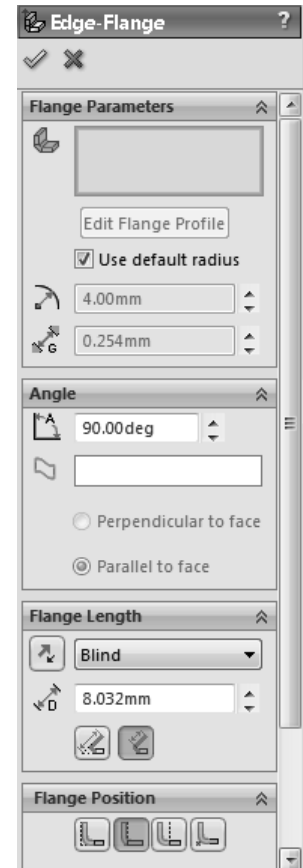 Edge-Flange ?
Flange Parameters
Edit Flange Profile
Use default radius
4.00mm
G 0.254mm
Angle
A 90.00deg
Perpendicular to face
Parallel to face
Flange Length
Blind
D 8.032mm
Flange Position